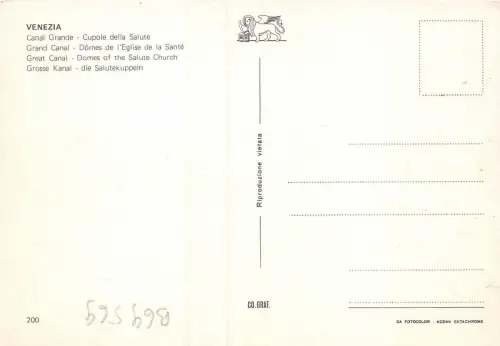 VENEZIA
Canal Grande - Cupole della Salute
Grand Canal - Dômes de l'Eglise de la Santé
Great Canal - Domes of the Salute Church
Grosse Kanal - die Salutekuppeln
Riproduzione vietata
CO. GRAF.
200
DA FOTOCOLOR - KODAK EKTACHROME